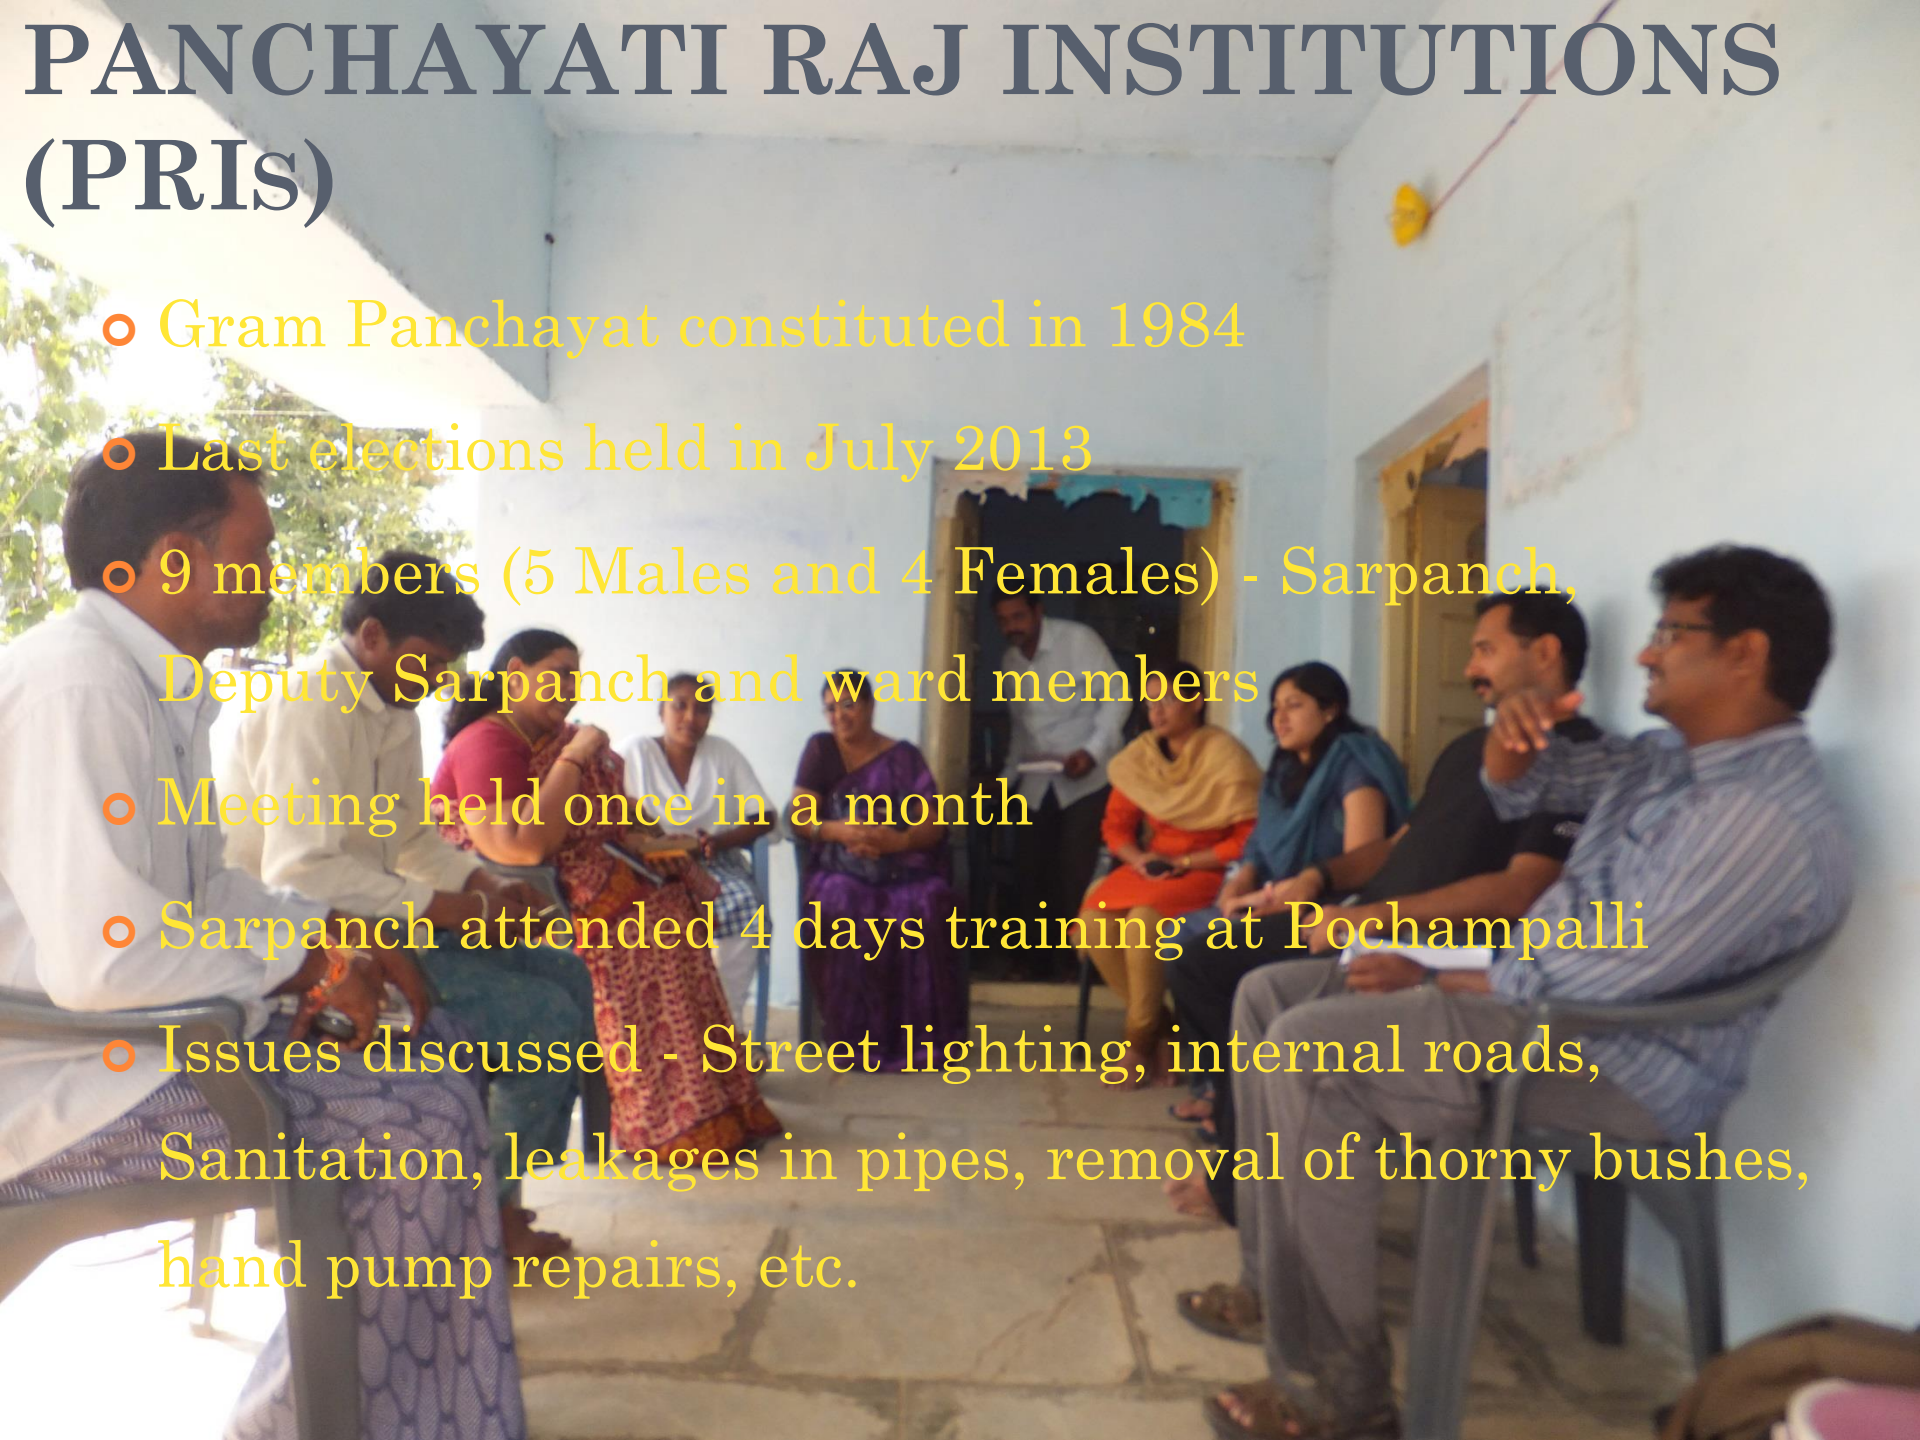 PANCHAYATI RAJ INSTITUTIONS
(PRIS)
Gram Panchayat constituted in 1984
Last elections held in July 2013
9 members (5 Males and 4 Females) - Sarpanch,
Deputy Sarpanch and ward members
Meeting held once in a month
Sarpanch attended 4 days training at Pochampalli
Issues discussed - Street lighting, internal roads,
Sanitation, leakages in pipes, removal of thorny bushes,
hand pump repairs, etc.